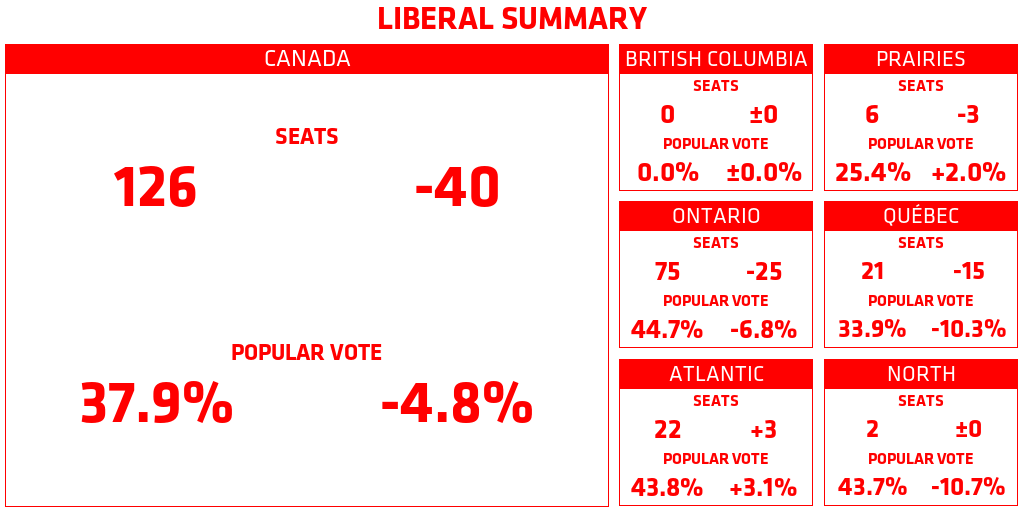 LIBERAL SUMMARY
CANADA
SEATS
126 -40
POPULAR VOTE
37.9% -4.8%
BRITISH COLUMBIA
SEATS
0 ±0
POPULAR VOTE
0.0% ±0.0%
PRAIRIES
SEATS
6 -3
POPULAR VOTE
25.4% +2.0%
ONTARIO
SEATS
75 -25
POPULAR VOTE
44.7% -6.8%
QUÉBEC
SEATS
21 -15
POPULAR VOTE
33.9% -10.3%
ATLANTIC
SEATS
22 +3
POPULAR VOTE
43.8% +3.1%
NORTH
SEATS
2 ±0
POPULAR VOTE
43.7% -10.7%